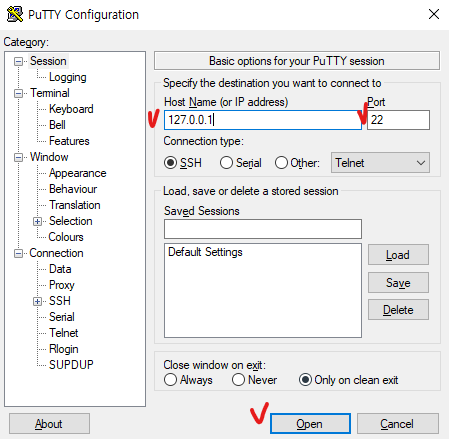 PuTTY Configuration
Category:
Session
Logging
Terminal
Keyboard
Bell
Features
Window
Appearance
Behaviour
Translation
Selection
Colours
Connection
Data
Proxy
SSH
Serial
Telnet
Rlogin
SUPDUP
Basic options for your PuTTY session
Specify the destination you want to connect to
Host Name (or IP address) Port
127.0.0.1 22
Connection type:
SSH Serial Other: Telnet
Load, save or delete a stored session
Saved Sessions
Default Settings
Load
Save
Delete
Close window on exit:
Always Never Only on clean exit
About Open Cancel